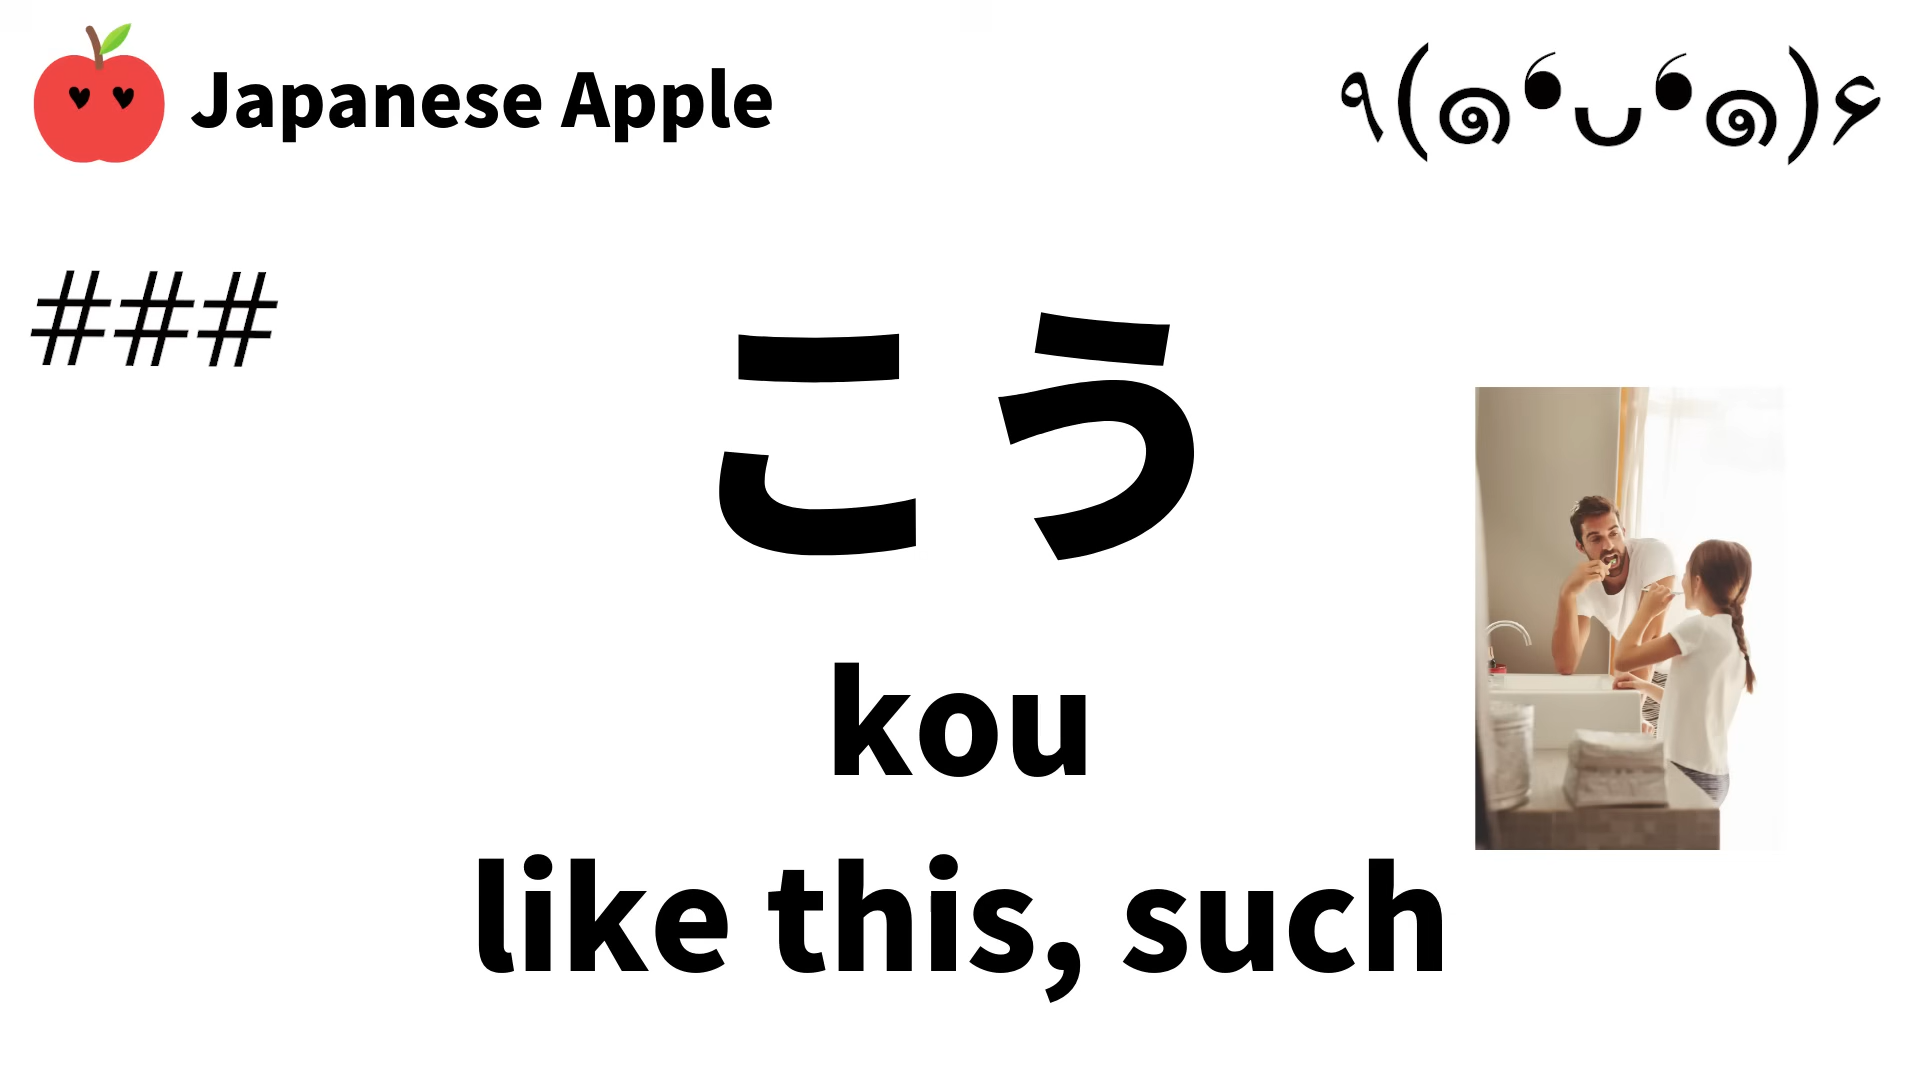 Japanese Apple
٩(๑❛ᴗ❛๑)۶
###
こう
kou
like this, such